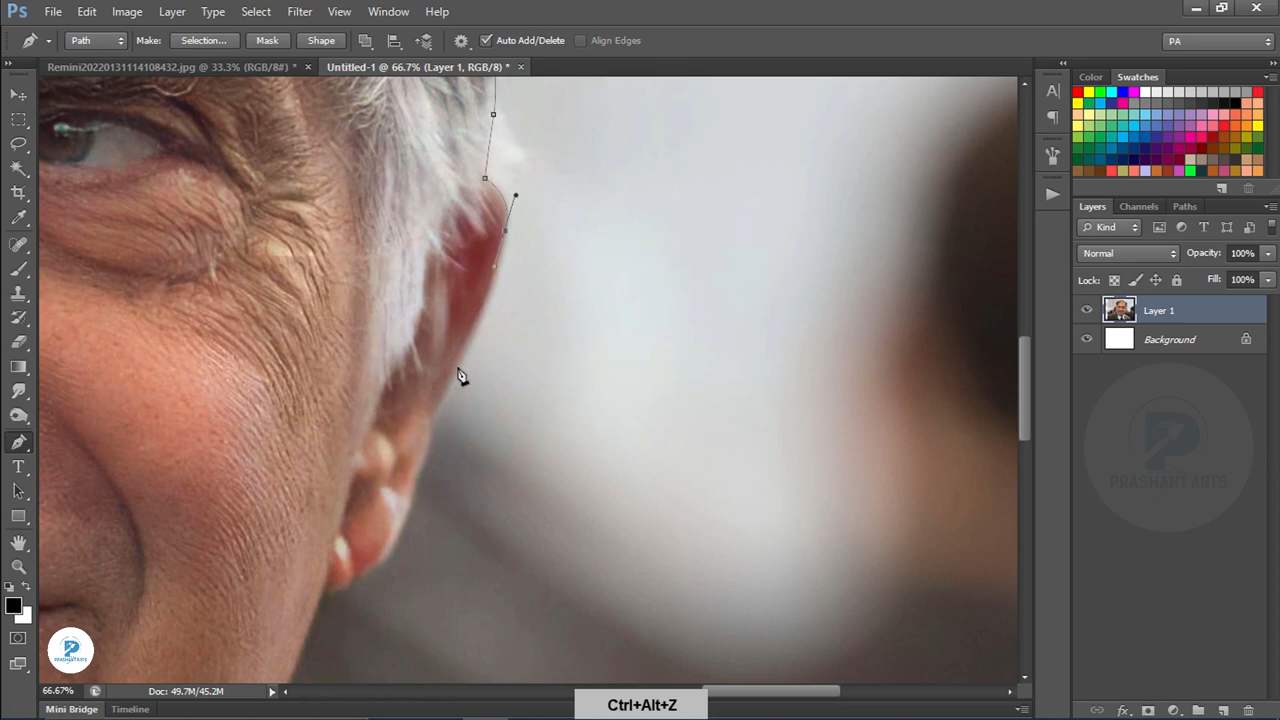 Ps File Edit Image Layer Type Select Filter View Window Help
Path Make: Selection... Mask Shape Auto Add/Delete Align Edges PA
Remini20220131114108432.jpg @ 33.3% (RGB/8#) * × Untitled-1 @ 66.7% (Layer 1, RGB/8) * ×
Color Swatches
Layers Channels Paths
Kind
Normal Opacity: 100%
Lock: Fill: 100%
Layer 1
Background
PRASHANT ARTS
PRASHANT ARTS
66.67% Doc: 49.7M/45.2M
Ctrl+Alt+Z
Mini Bridge Timeline